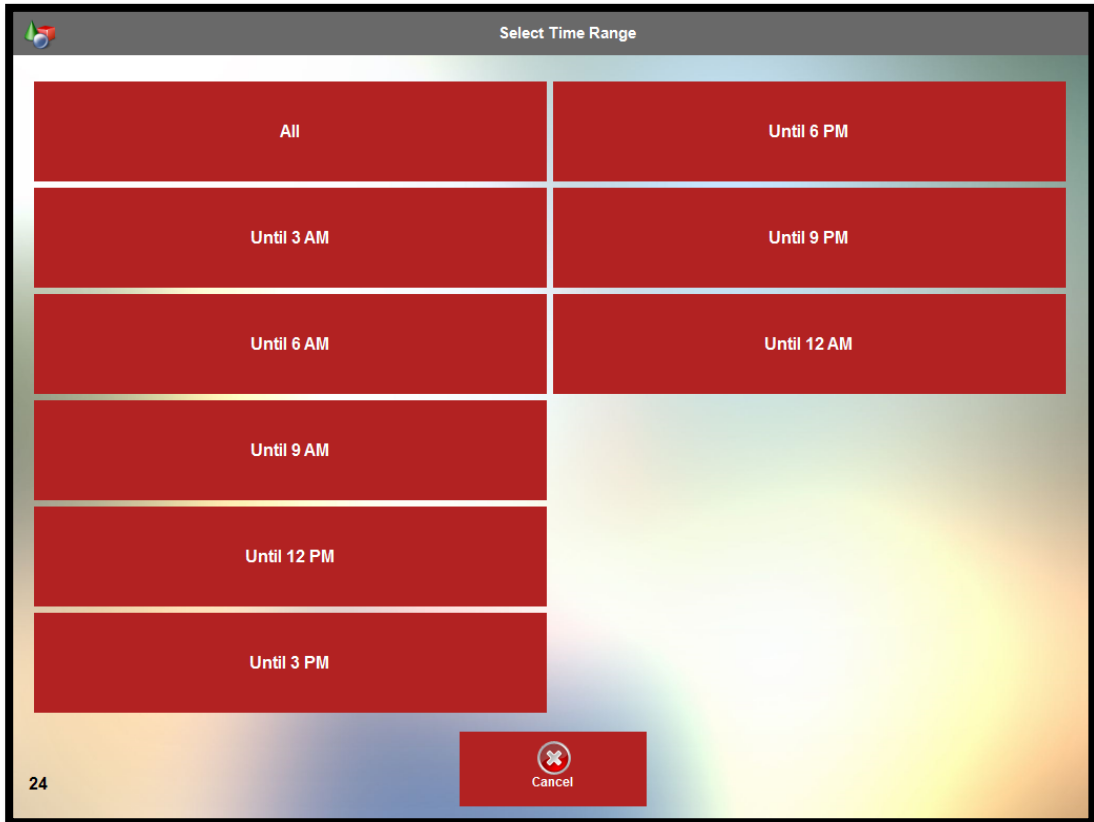 Select Time Range
All
Until 3 AM
Until 6 AM
Until 9 AM
Until 12 PM
Until 3 PM
Until 6 PM
Until 9 PM
Until 12 AM
Cancel
24